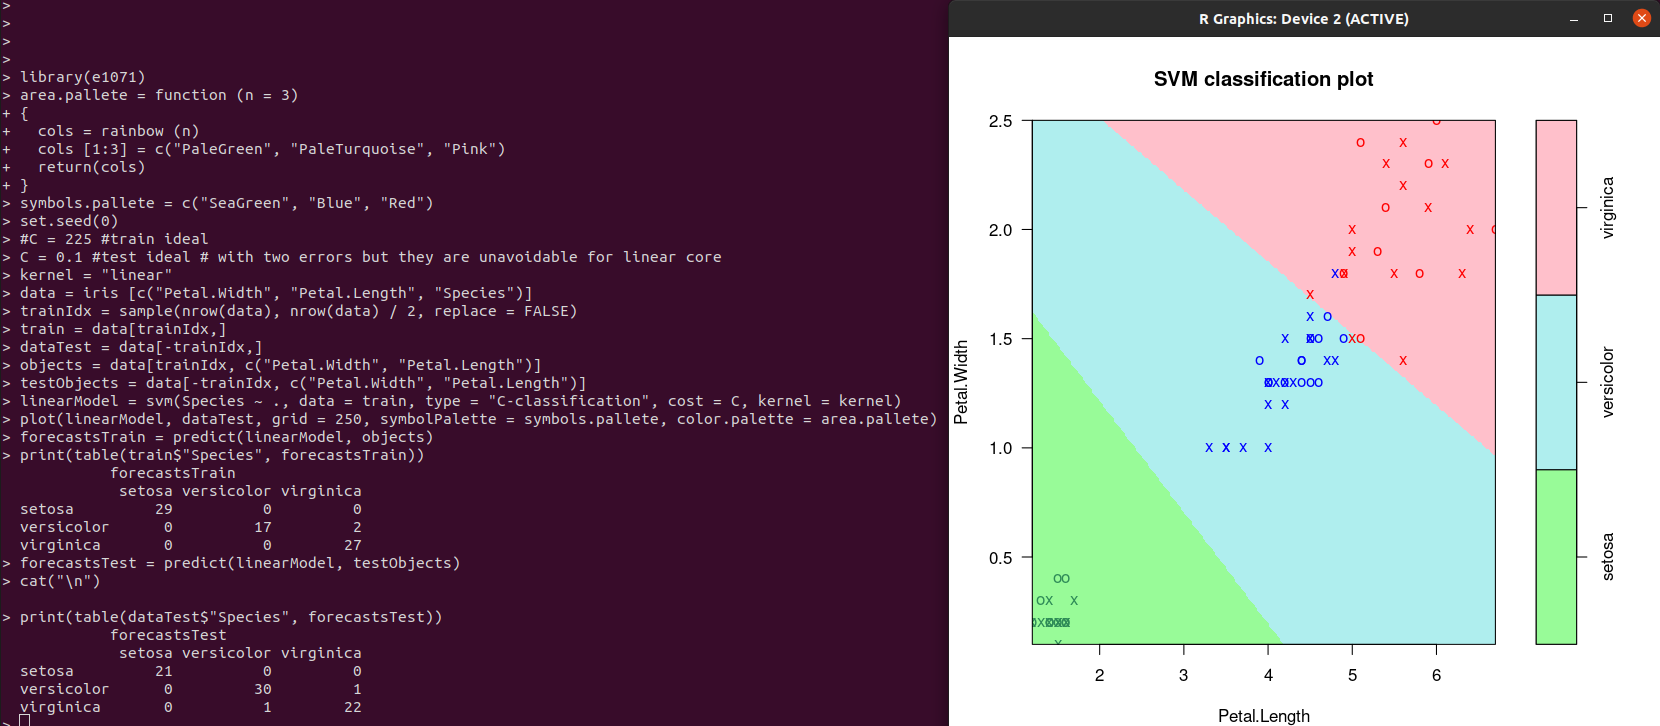 >
>
>
>
> library(e1071)
> area.pallete = function (n = 3)
+ {
+   cols = rainbow (n)
+   cols [1:3] = c("PaleGreen", "PaleTurquoise", "Pink")
+   return(cols)
+ }
> symbols.pallete = c("SeaGreen", "Blue", "Red")
> set.seed(0)
> #C = 225 #train ideal
> C = 0.1 #test ideal # with two errors but they are unavoidable for linear core
> kernel = "linear"
> data = iris [c("Petal.Width", "Petal.Length", "Species")]
> trainIdx = sample(nrow(data), nrow(data) / 2, replace = FALSE)
> train = data[trainIdx,]
> dataTest = data[-trainIdx,]
> objects = data[trainIdx, c("Petal.Width", "Petal.Length")]
> testObjects = data[-trainIdx, c("Petal.Width", "Petal.Length")]
> linearModel = svm(Species ~ ., data = train, type = "C-classification", cost = C, kernel = kernel)
> plot(linearModel, dataTest, grid = 250, symbolPalette = symbols.pallete, color.palette = area.pallete)
> forecastsTrain = predict(linearModel, objects)
> print(table(train$"Species", forecastsTrain))
            forecastsTrain
             setosa versicolor virginica
  setosa         29          0         0
  versicolor      0         17         2
  virginica       0          0        27
> forecastsTest = predict(linearModel, testObjects)
> cat("\n")

> print(table(dataTest$"Species", forecastsTest))
            forecastsTest
             setosa versicolor virginica
  setosa         21          0         0
  versicolor      0         30         1
  virginica       0          1        22
>
R Graphics: Device 2 (ACTIVE)
SVM classification plot
2.5
2.0
1.5
1.0
0.5
Petal.Width
2 3 4 5 6
Petal.Length
virginica
versicolor
setosa